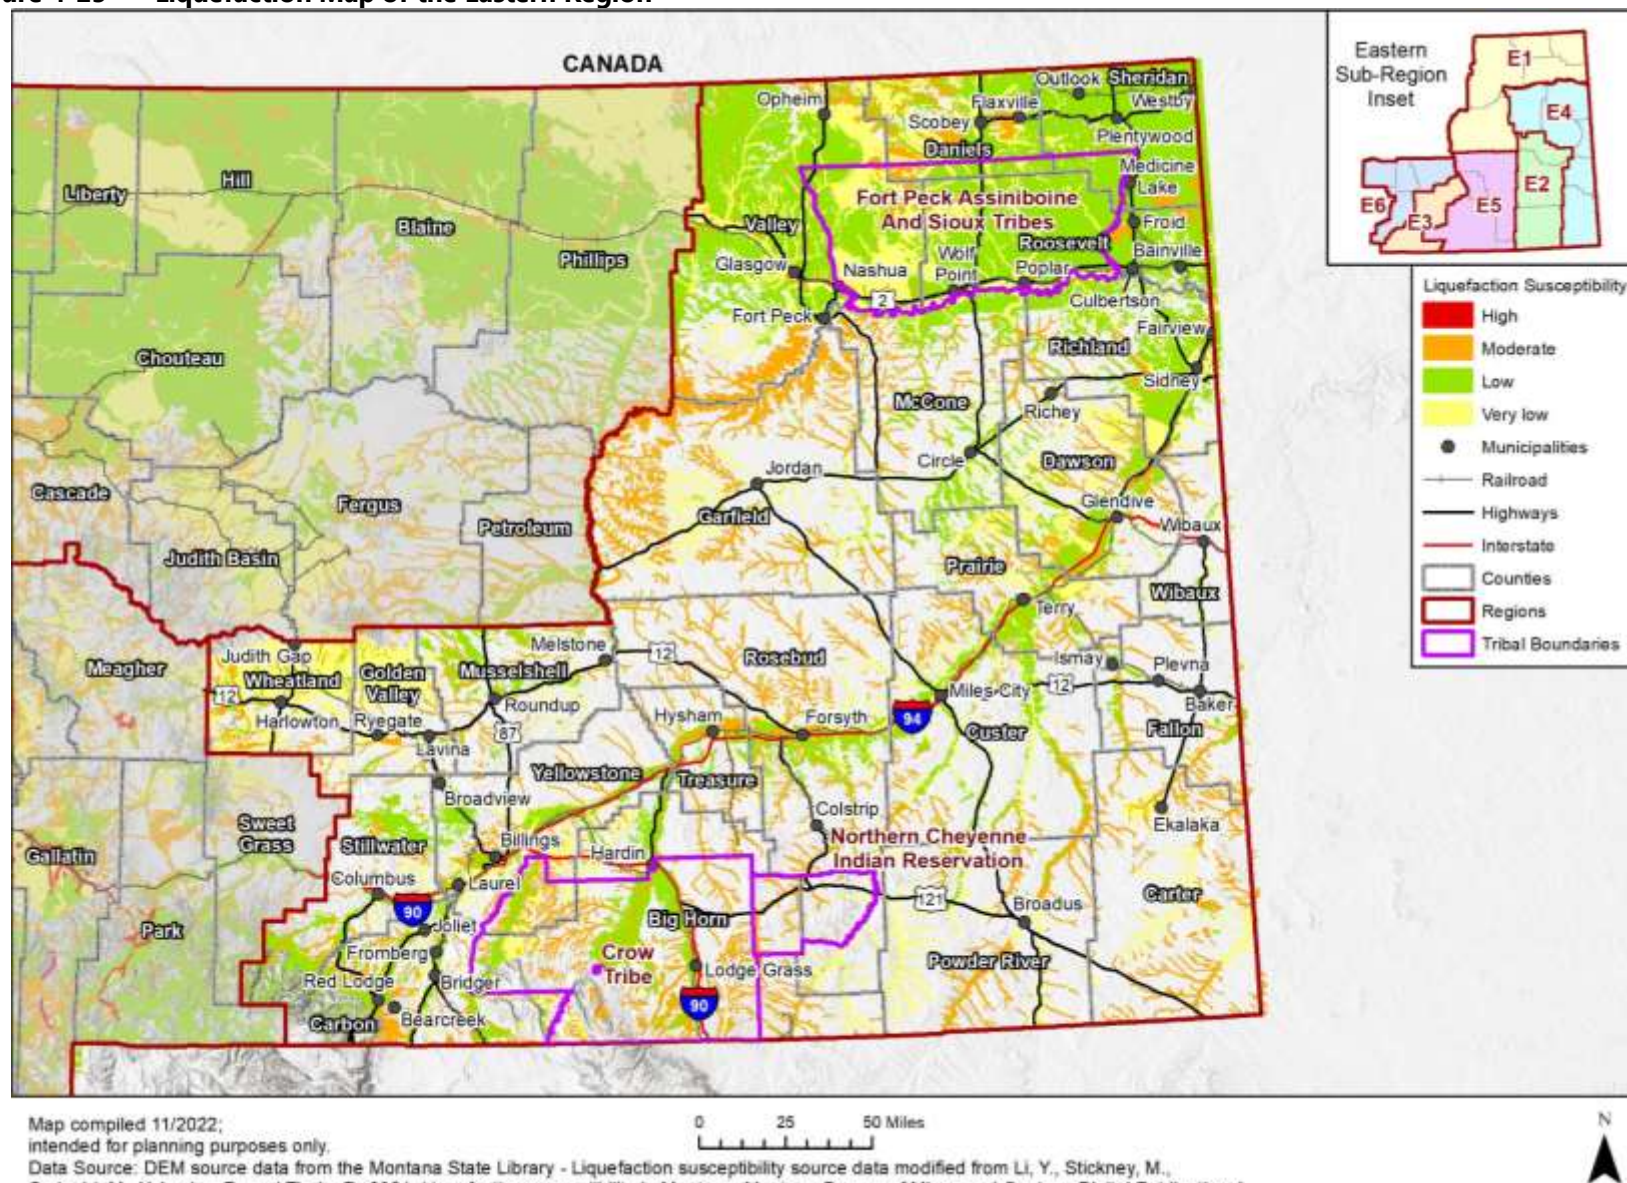 Liquefaction Map of the Eastern Region
CANADA
Outlook
Sheridan
Opheim
Flaxville
Westby
Scobey
Plentywood
Daniels
Medicine
Lake
Liberty
Hill
Fort Peck Assiniboine
And Sioux Tribes
Blaine
Valley
Froid
Roosevelt
Wolf
Point
Bainville
Phillips
Glasgow
Nashua
Poplar
2
Culbertson
Fort Peck
Fairview
Chouteau
Richland
Sidney
McCone
Richey
Circle
Dawson
Jordan
Cascade
Fergus
Glendive
Garfield
Petroleum
Wibaux
Judith Basin
Prairie
Wibaux
Terry
Melstone
Judith Gap
Meagher
Wheatland
Golden
Valley
Musselshell
12
Rosebud
Ismay
Plevna
12
Roundup
Miles City
12
Baker
Harlowton
Ryegate
Hysham
Forsyth
94
Lavina
87
Custer
Fallon
Yellowstone
Treasure
Broadview
Colstrip
Sweet
Grass
Ekalaka
Gallatin
Stillwater
Billings
Hardin
Northern Cheyenne
Indian Reservation
Columbus
Laurel
90
121
Broadus
Carter
Park
Joliet
Big Horn
Fromberg
Crow
Tribe
Powder River
Red Lodge
Bridger
Lodge Grass
90
Carbon
Bearcreek
Eastern
Sub-Region
Inset
E1
E4
E2
E6
E3
E5
Liquefaction Susceptibility
High
Moderate
Low
Very low
Municipalities
Railroad
Highways
Interstate
Counties
Regions
Tribal Boundaries
Map compiled 11/2022;
intended for planning purposes only.
0 25 50 Miles
N
Data Source: DEM source data from the Montana State Library - Liquefaction susceptibility source data modified from Li, Y., Stickney, M.,